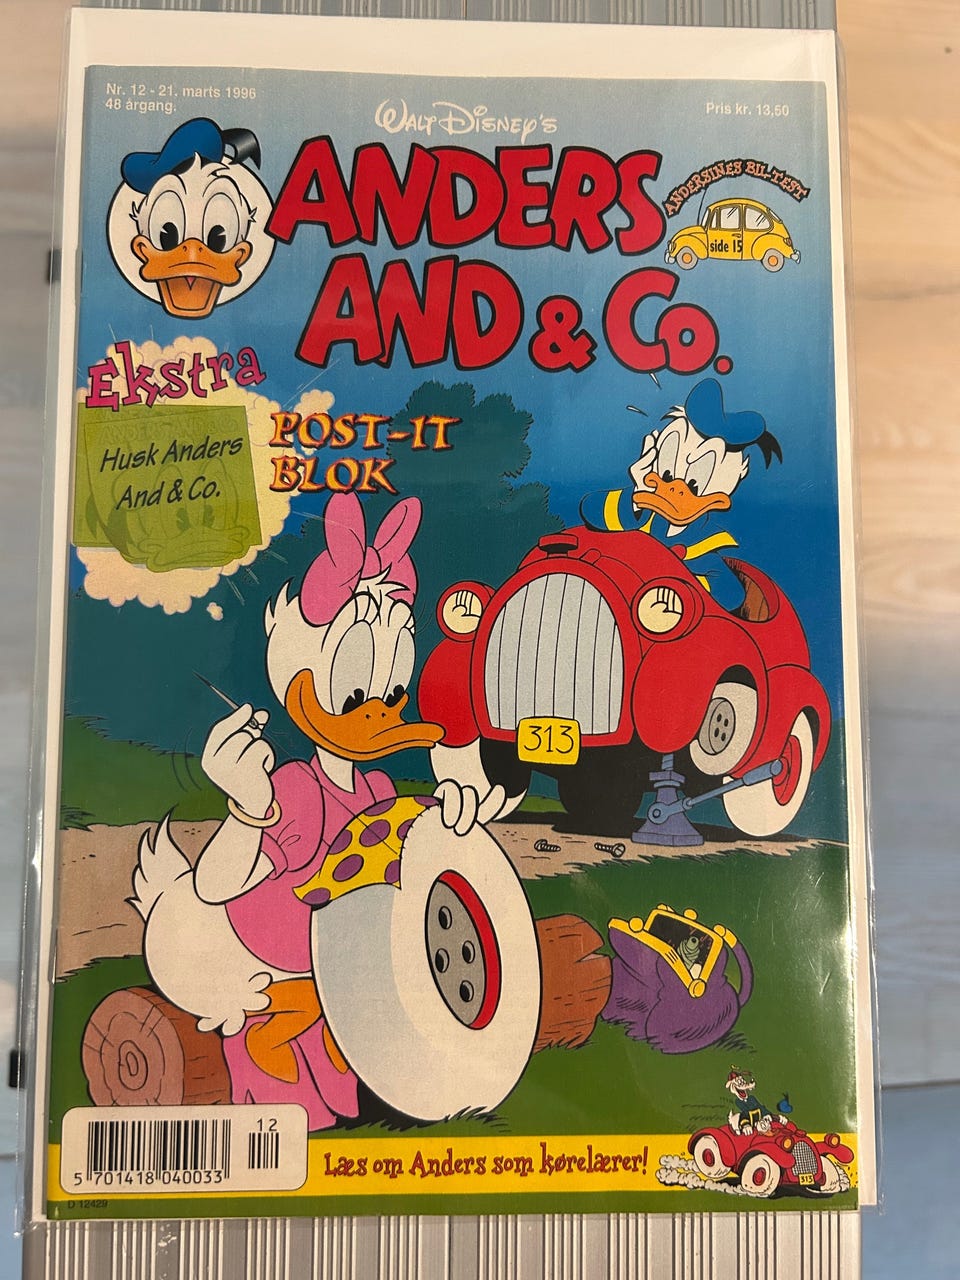 Nr. 12 - 21. marts 1996
48 årgang.
Pris kr. 13,50
WALT DISNEY'S
ANDERS
AND & CO.
ANDERSINES BIL-TEST
side 15
Ekstra
POST-IT
BLOK
Husk Anders
And & Co.
313
12
5 701418 040033
Læs om Anders som kørelærer!
313
D 12429